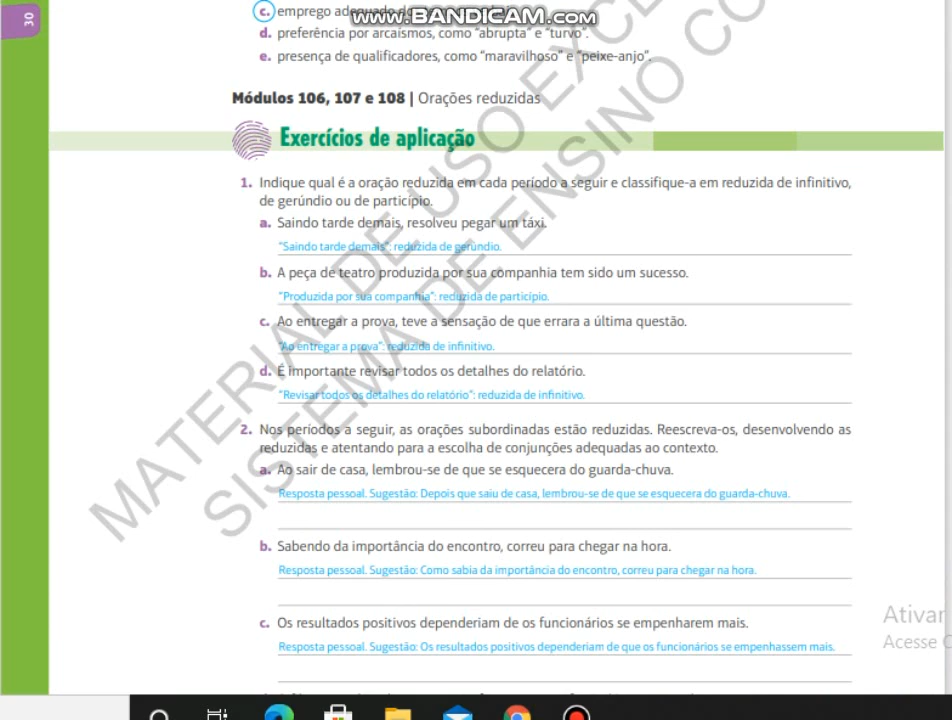 30
c. emprego adequado
WWW.BANDICAM.COM
d. preferência por arcaísmos, como "abrupta" e "turvo".
e. presença de qualificadores, como "maravilhoso" e "peixe-anjo".
Módulos 106, 107 e 108 | Orações reduzidas
Exercícios de aplicação
1. Indique qual é a oração reduzida em cada período a seguir e classifique-a em reduzida de infinitivo,
de gerúndio ou de particípio.
a. Saindo tarde demais, resolveu pegar um táxi.
"Saindo tarde demais": reduzida de gerúndio.
b. A peça de teatro produzida por sua companhia tem sido um sucesso.
"Produzida por sua companhia": reduzida de particípio.
c. Ao entregar a prova, teve a sensação de que errara a última questão.
"Ao entregar a prova": reduzida de infinitivo.
d. É importante revisar todos os detalhes do relatório.
"Revisar todos os detalhes do relatório": reduzida de infinitivo.
2. Nos períodos a seguir, as orações subordinadas estão reduzidas. Reescreva-os, desenvolvendo as
reduzidas e atentando para a escolha de conjunções adequadas ao contexto.
a. Ao sair de casa, lembrou-se de que se esquecera do guarda-chuva.
Resposta pessoal. Sugestão: Depois que saiu de casa, lembrou-se de que se esquecera do guarda-chuva.
b. Sabendo da importância do encontro, correu para chegar na hora.
Resposta pessoal. Sugestão: Como sabia da importância do encontro, correu para chegar na hora.
c. Os resultados positivos dependeriam de os funcionários se empenharem mais.
Resposta pessoal. Sugestão: Os resultados positivos dependeriam de que os funcionários se empenhassem mais.
MATERIAL DE USO EXCL
SISTEMA DE ENSINO CO
Ativar
Acesse